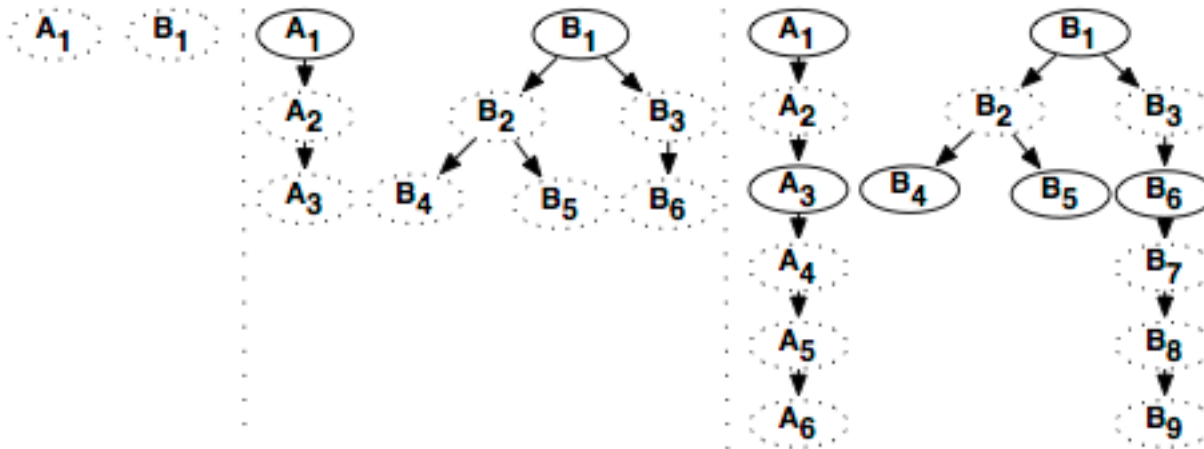 A1 B1 A1 B1 A1 B1
A2 B2 B3 A2 B2 B3
A3 B4 B5 B6 A3 B4 B5 B6
A4 B7
A5 B8
A6 B9